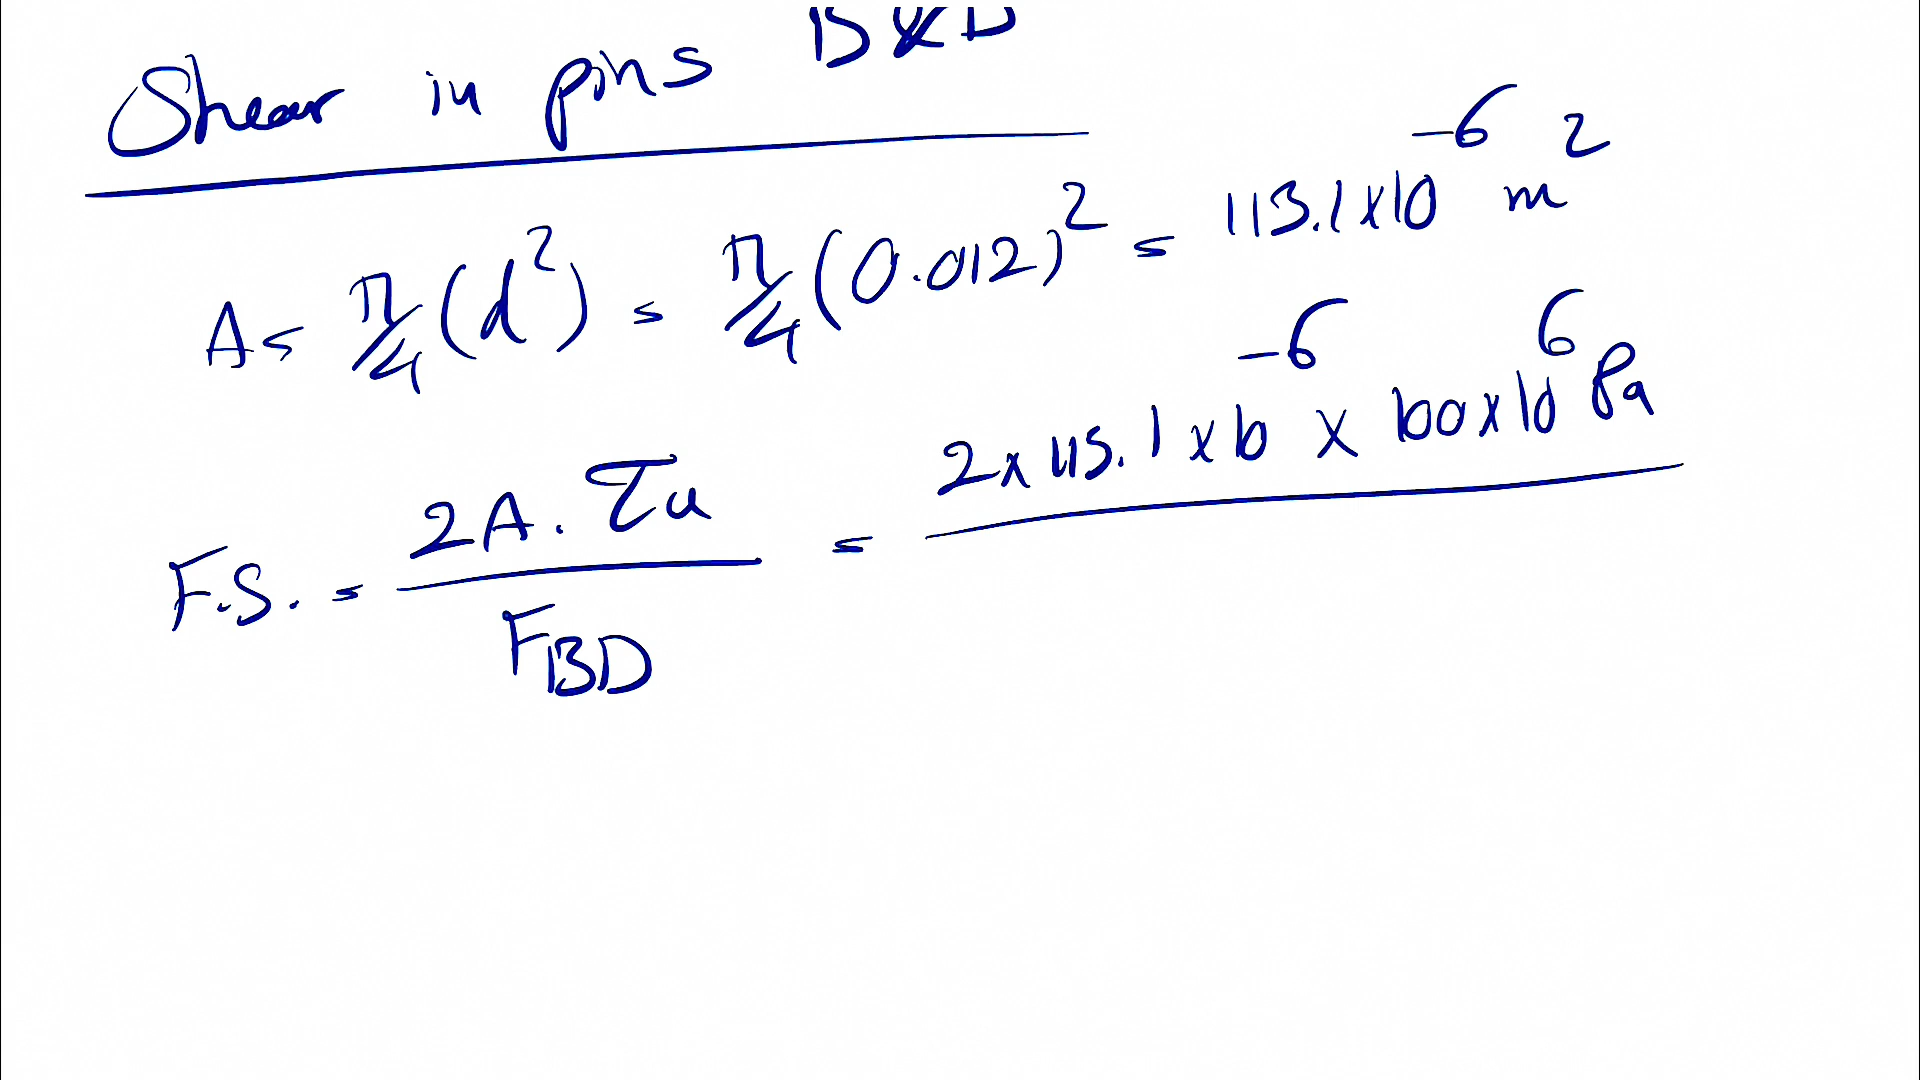 Shear in pins B & D
A = π/4 (d²) = π/4 (0.012)² = 113.1 x 10⁻⁶ m²
F.S. = 2A . τu / FBD = 2 x 113.1 x 10⁻⁶ x 100 x 10⁶ Pa